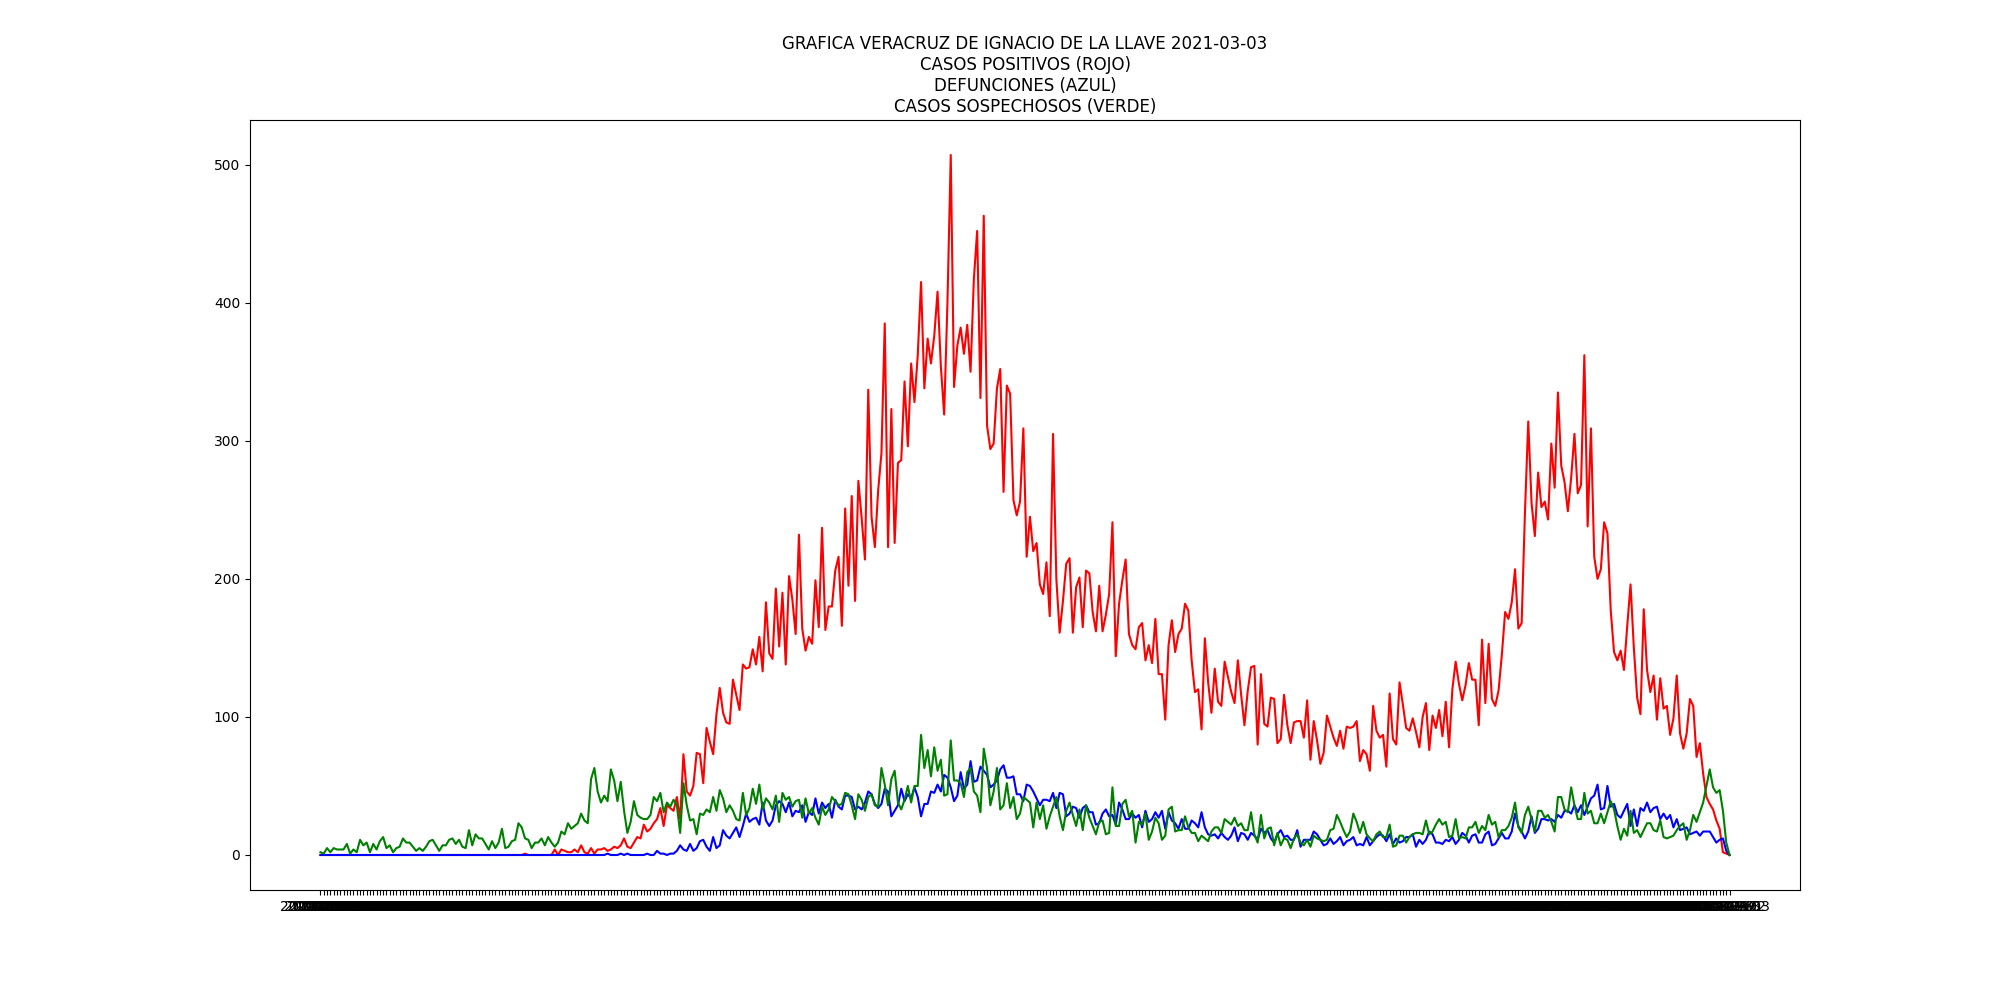 GRAFICA VERACRUZ DE IGNACIO DE LA LLAVE 2021-03-03
CASOS POSITIVOS (ROJO)
DEFUNCIONES (AZUL)
CASOS SOSPECHOSOS (VERDE)
500
400
300
200
100
0